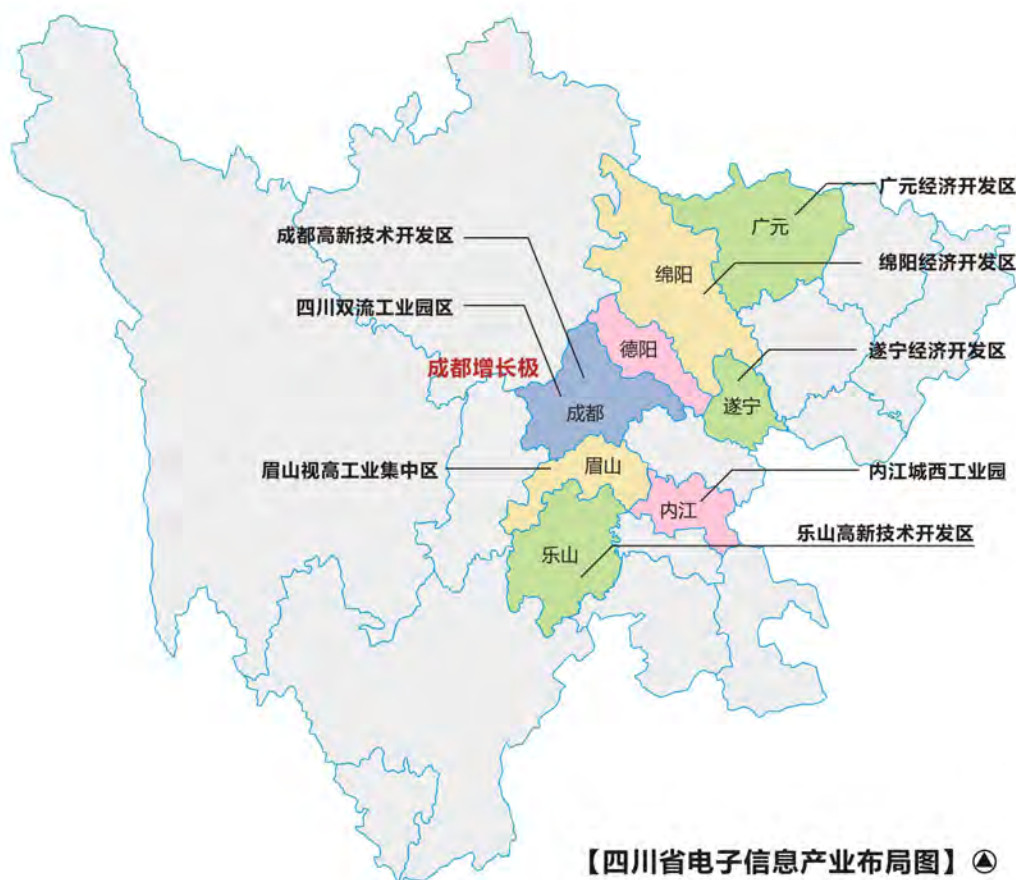 广元经济开发区
广元
成都高新技术开发区
绵阳
绵阳经济开发区
四川双流工业园区
德阳
遂宁经济开发区
成都增长极
遂宁
成都
眉山视高工业集中区
眉山
内江城西工业园
内江
乐山高新技术开发区
乐山
【四川省电子信息产业布局图】